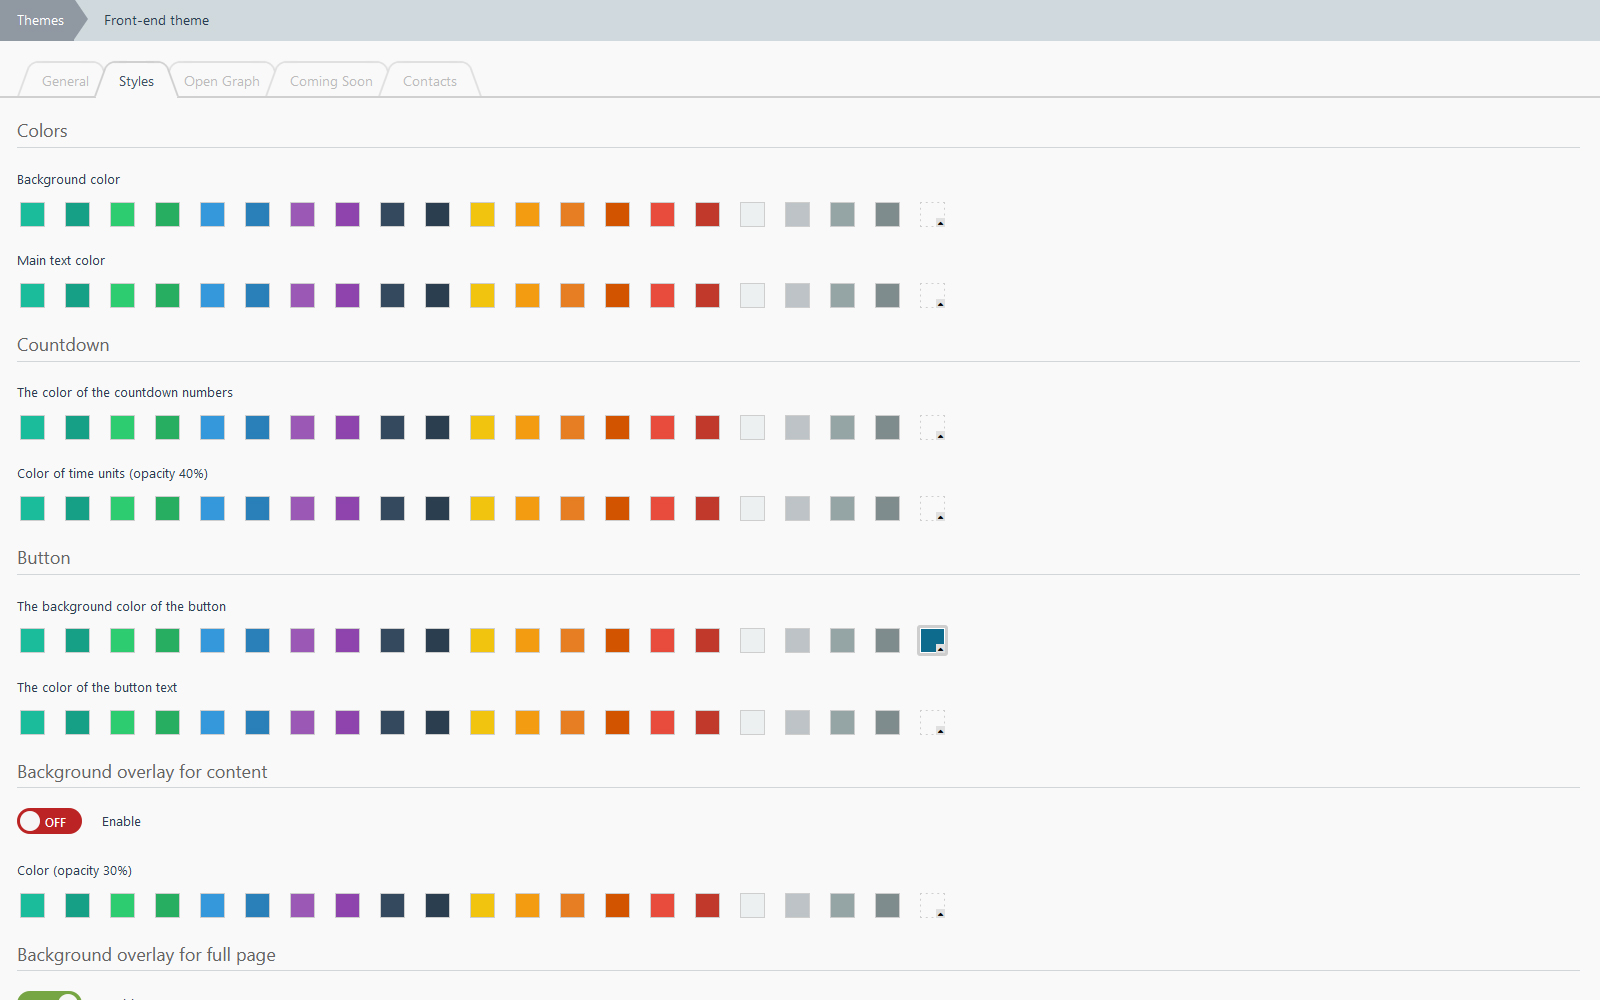 Themes
Front-end theme
General
Styles
Open Graph
Coming Soon
Contacts
Colors
Background color
Main text color
Countdown
The color of the countdown numbers
Color of time units (opacity 40%)
Button
The background color of the button
The color of the button text
Background overlay for content
OFF
Enable
Color (opacity 30%)
Background overlay for full page